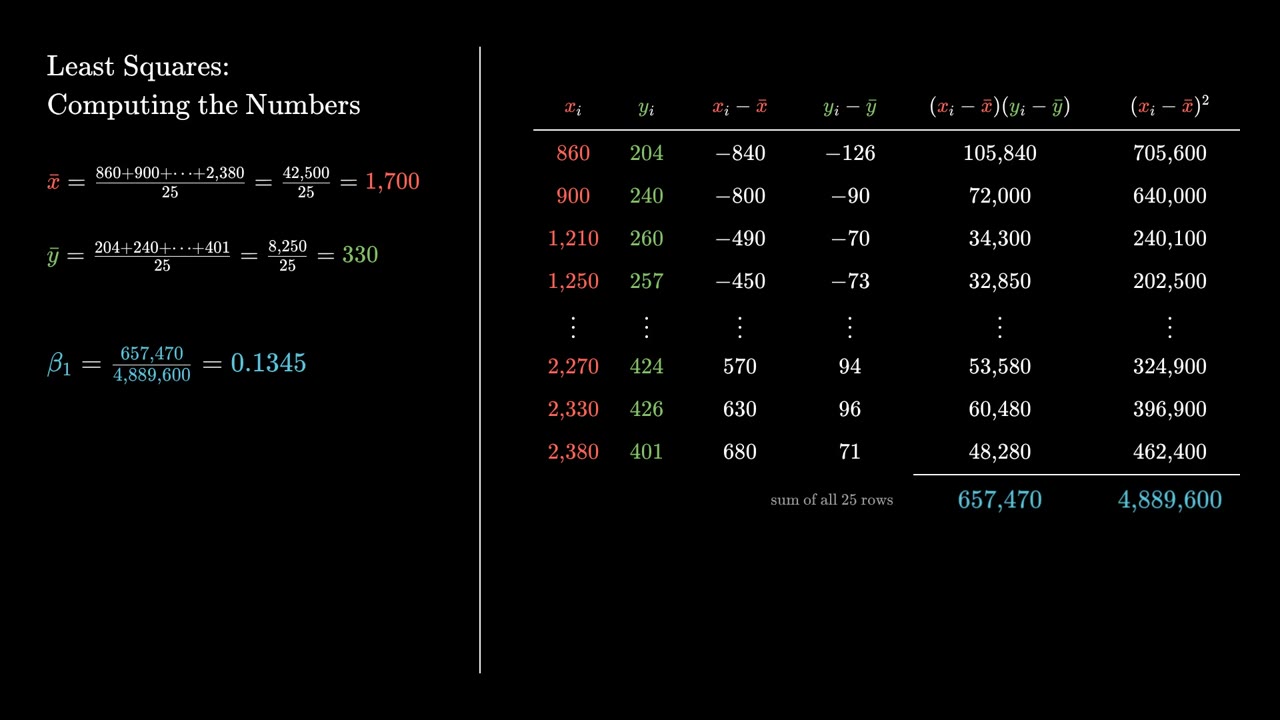 Least Squares:
Computing the Numbers
x̄ = (860+900+⋯+2,380)/25 = 42,500/25 = 1,700
ȳ = (204+240+⋯+401)/25 = 8,250/25 = 330
β₁ = 657,470/4,889,600 = 0.1345
xᵢ yᵢ xᵢ − x̄ yᵢ − ȳ (xᵢ − x̄)(yᵢ − ȳ) (xᵢ − x̄)²
860 204 −840 −126 105,840 705,600
900 240 −800 −90 72,000 640,000
1,210 260 −490 −70 34,300 240,100
1,250 257 −450 −73 32,850 202,500
⋮ ⋮ ⋮ ⋮ ⋮ ⋮
2,270 424 570 94 53,580 324,900
2,330 426 630 96 60,480 396,900
2,380 401 680 71 48,280 462,400
sum of all 25 rows 657,470 4,889,600